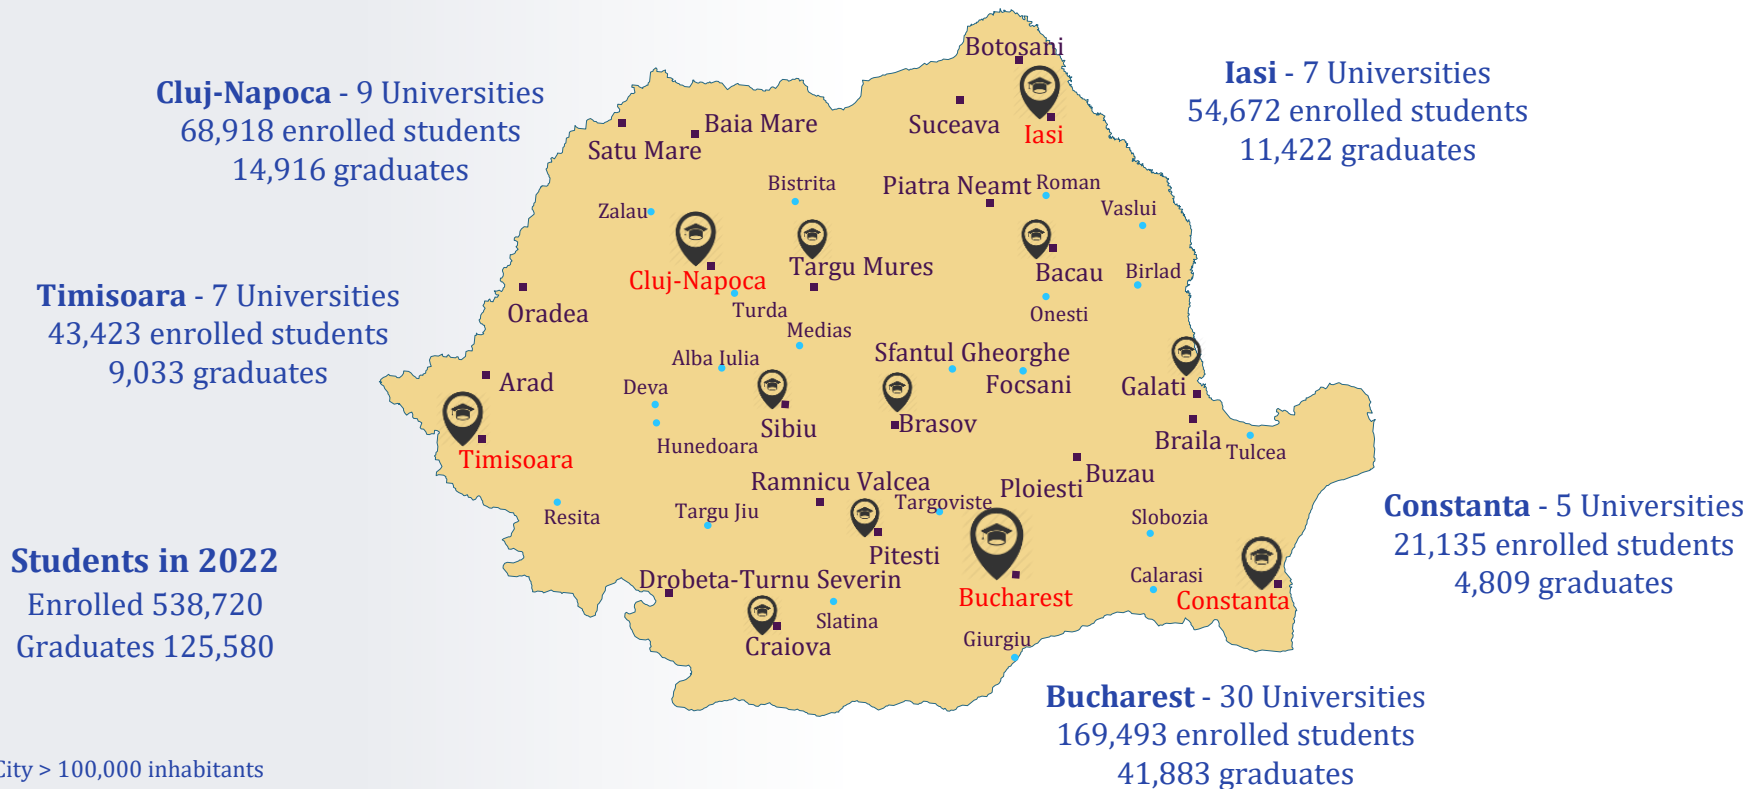 Botosani
Cluj-Napoca - 9 Universities
68,918 enrolled students
14,916 graduates
Iasi - 7 Universities
54,672 enrolled students
11,422 graduates
Baia Mare
Satu Mare
Suceava
Iasi
Bistrita
Piatra Neamt
Roman
Zalau
Vaslui
Cluj-Napoca
Targu Mures
Bacau
Birlad
Timisoara - 7 Universities
43,423 enrolled students
9,033 graduates
Oradea
Turda
Medias
Onesti
Alba Iulia
Sfantul Gheorghe
Arad
Deva
Focsani
Galati
Sibiu
Brasov
Hunedoara
Braila
Tulcea
Timisoara
Ramnicu Valcea
Buzau
Ploiesti
Targoviste
Resita
Targu Jiu
Slobozia
Constanta - 5 Universities
21,135 enrolled students
4,809 graduates
Pitesti
Students in 2022
Enrolled 538,720
Graduates 125,580
Drobeta-Turnu Severin
Calarasi
Bucharest
Constanta
Slatina
Craiova
Giurgiu
Bucharest - 30 Universities
169,493 enrolled students
41,883 graduates
City > 100,000 inhabitants